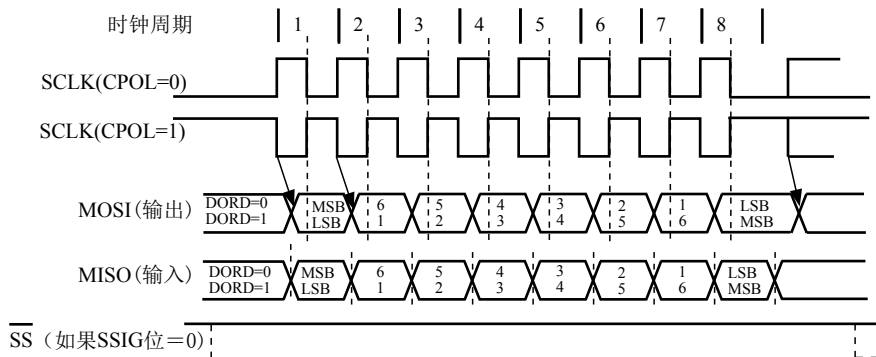 时钟周期 1 2 3 4 5 6 7 8
SCLK(CPOL=0)
SCLK(CPOL=1)
MOSI(输出) DORD=0 MSB 6 5 4 3 2 1 LSB
DORD=1 LSB 1 2 3 4 5 6 MSB
MISO(输入) DORD=0 MSB 6 5 4 3 2 1 LSB
DORD=1 LSB 1 2 3 4 5 6 MSB
SS（如果SSIG位＝0）